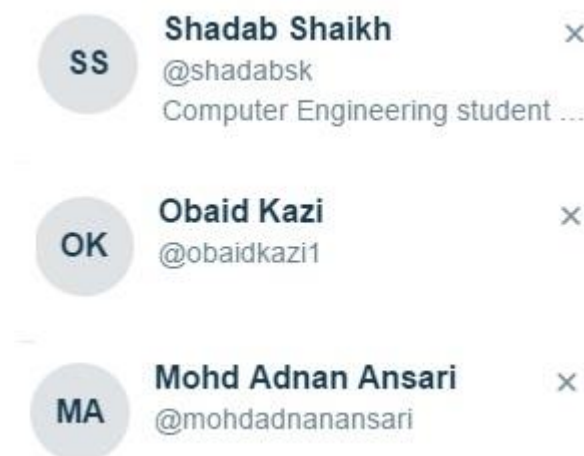 SS
Shadab Shaikh
@shadabsk
Computer Engineering student ...
OK
Obaid Kazi
@obaidkazi1
MA
Mohd Adnan Ansari
@mohdadnanansari